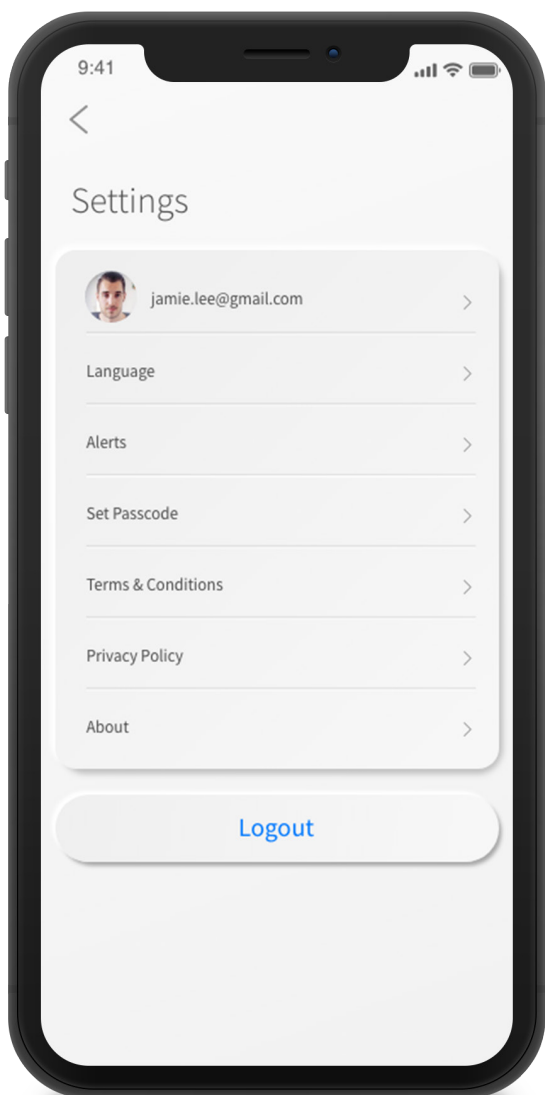 9:41
Settings
jamie.lee@gmail.com
Language
Alerts
Set Passcode
Terms & Conditions
Privacy Policy
About
Logout